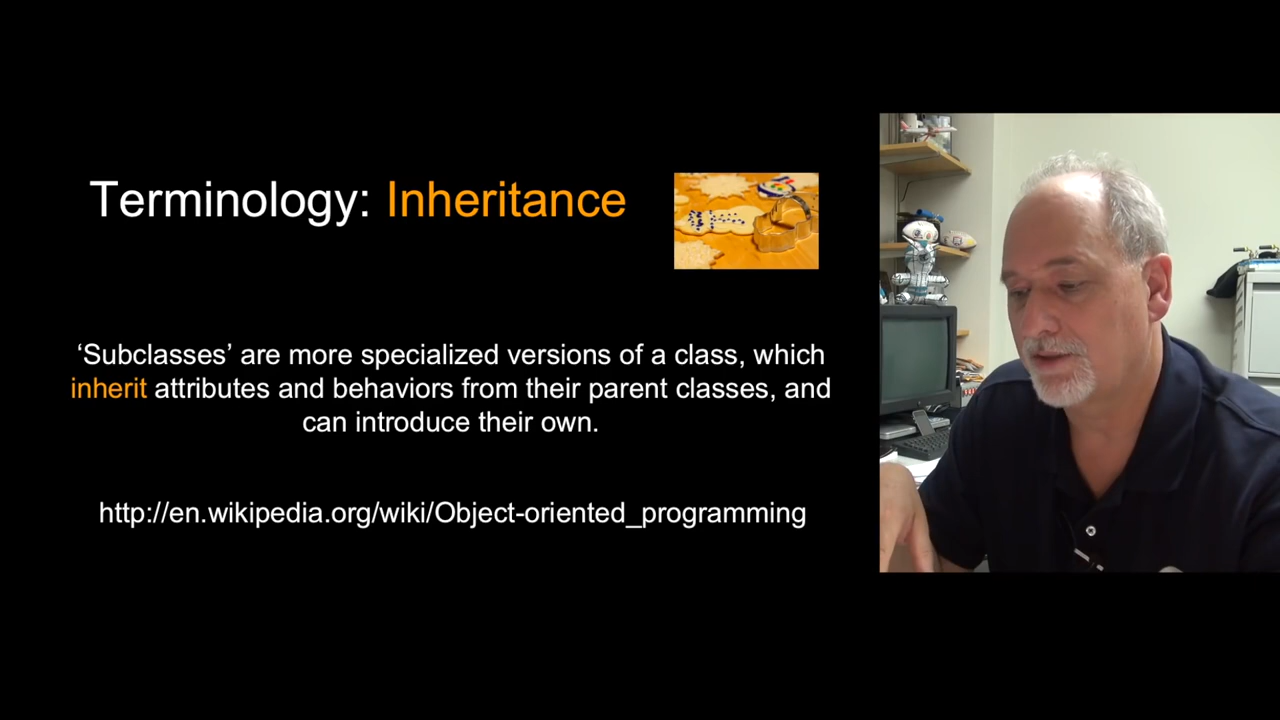 Terminology: Inheritance
‘Subclasses’ are more specialized versions of a class, which
inherit attributes and behaviors from their parent classes, and
can introduce their own.
http://en.wikipedia.org/wiki/Object-oriented_programming